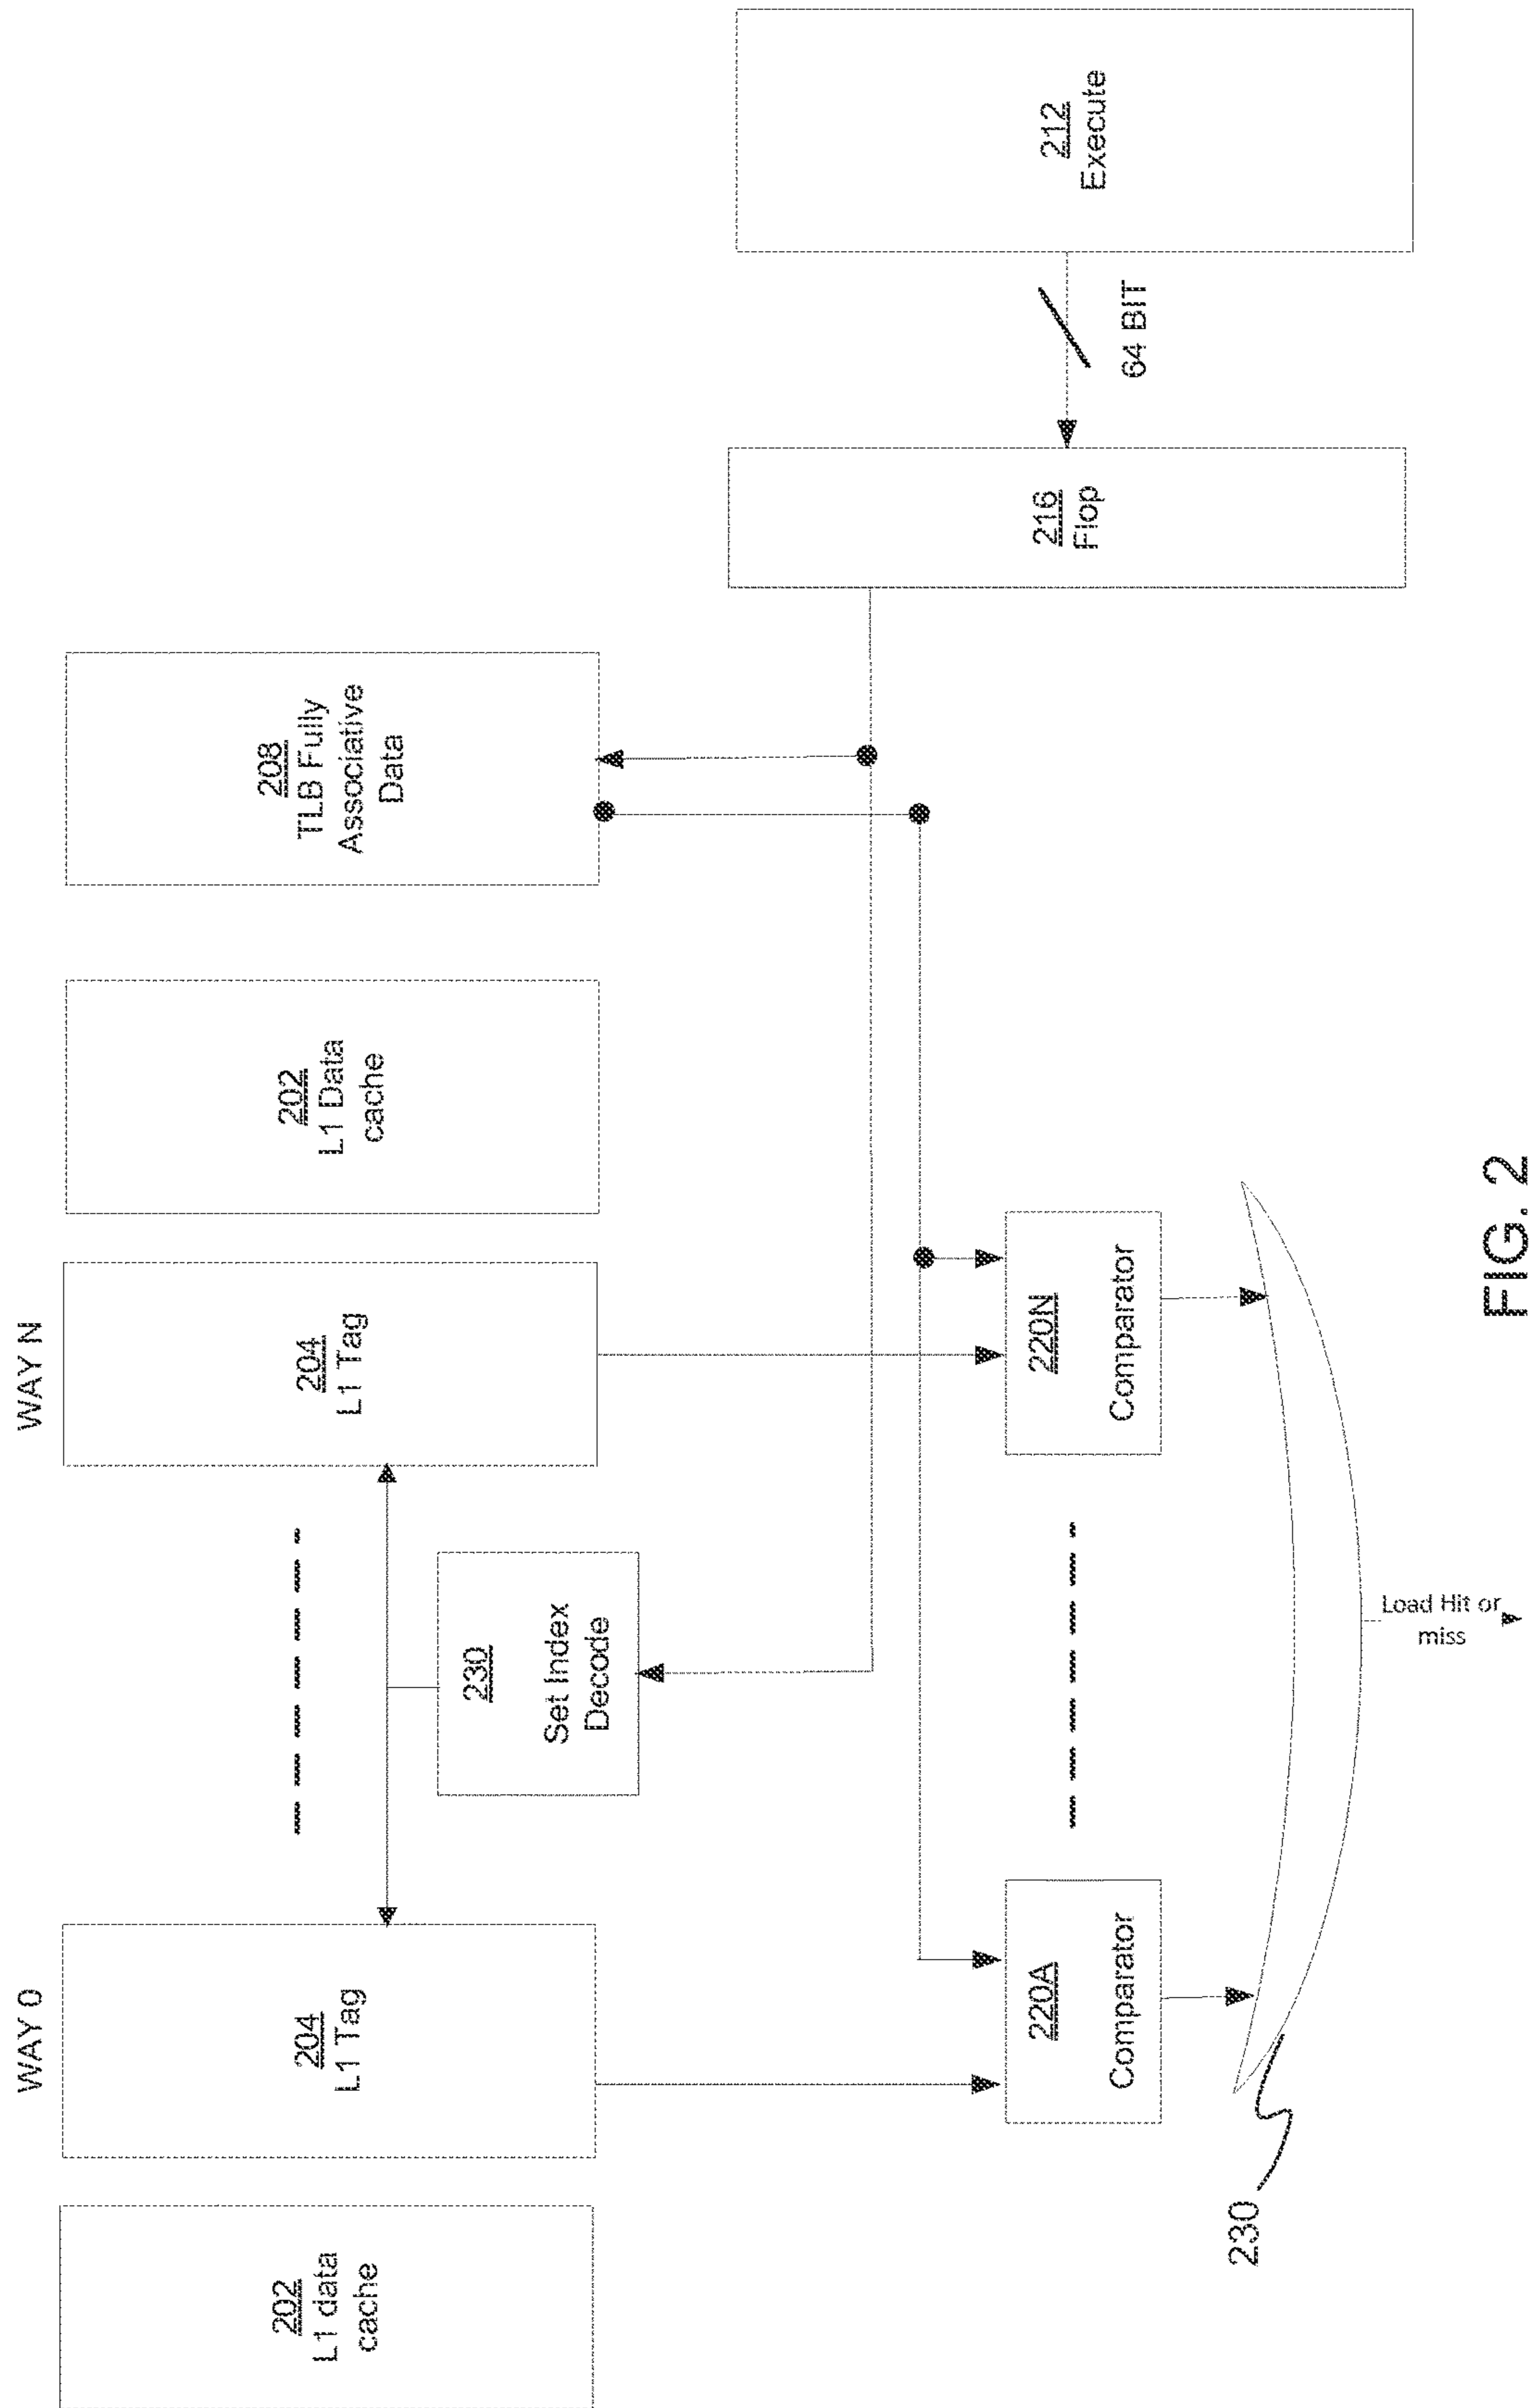 WAY 0
WAY N
202
L1 data
cache
204
L1 Tag
204
L1 Tag
202
L1 Data
cache
208
TLB Fully
Associative
Data
230
Set Index
Decode
220A
Comparator
220N
Comparator
216
Flop
64 BIT
212
Execute
230
Load Hit or
miss
FIG. 2